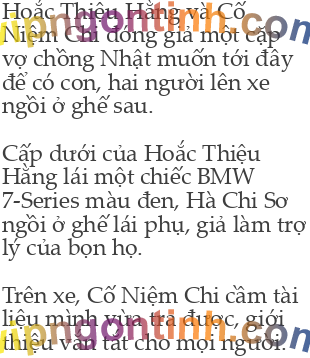 Hoắc Thiệu Hằng và Cố
Niệm Chi đóng giả một cặp
vợ chồng Nhật muốn tới đây
để có con, hai người lên xe
ngồi ở ghế sau.
Cấp dưới của Hoắc Thiệu
Hằng lái một chiếc BMW
7-Series màu đen, Hà Chi Sơ
ngồi ở ghế lái phụ, giả làm trợ
lý của bọn họ.
Trên xe, Cố Niệm Chi cầm tài
liệu mình vừa tra được, giới
thiệu vắn tắt cho mọi người.
vipngontinh.com
vipngontinh.com